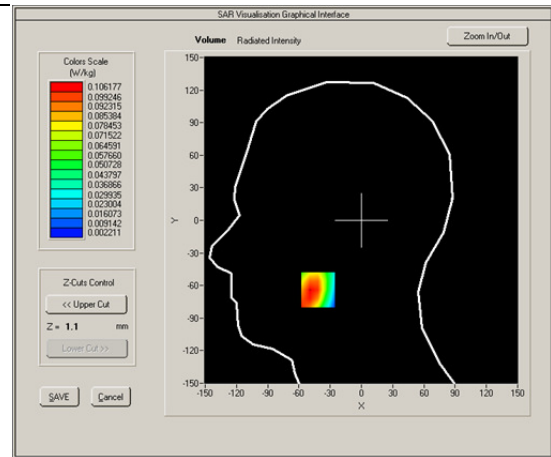 SAR Visualisation Graphical Interface
Volume Radiated Intensity
Zoom In/Out
Colors Scale
(W/kg)
0.106177
0.099246
0.092315
0.085384
0.078453
0.071522
0.064591
0.057660
0.050728
0.043797
0.036866
0.029935
0.023004
0.016073
0.009142
0.002211
Z-Cuts Control
<< Upper Cut
Z = 1.1 mm
Lower Cut >>
SAVE Cancel
150
120
90
60
30
0
-30
-60
-90
-120
-150
Y
-150 -120 -90 -60 -30 0 30 60 90 120 150
X